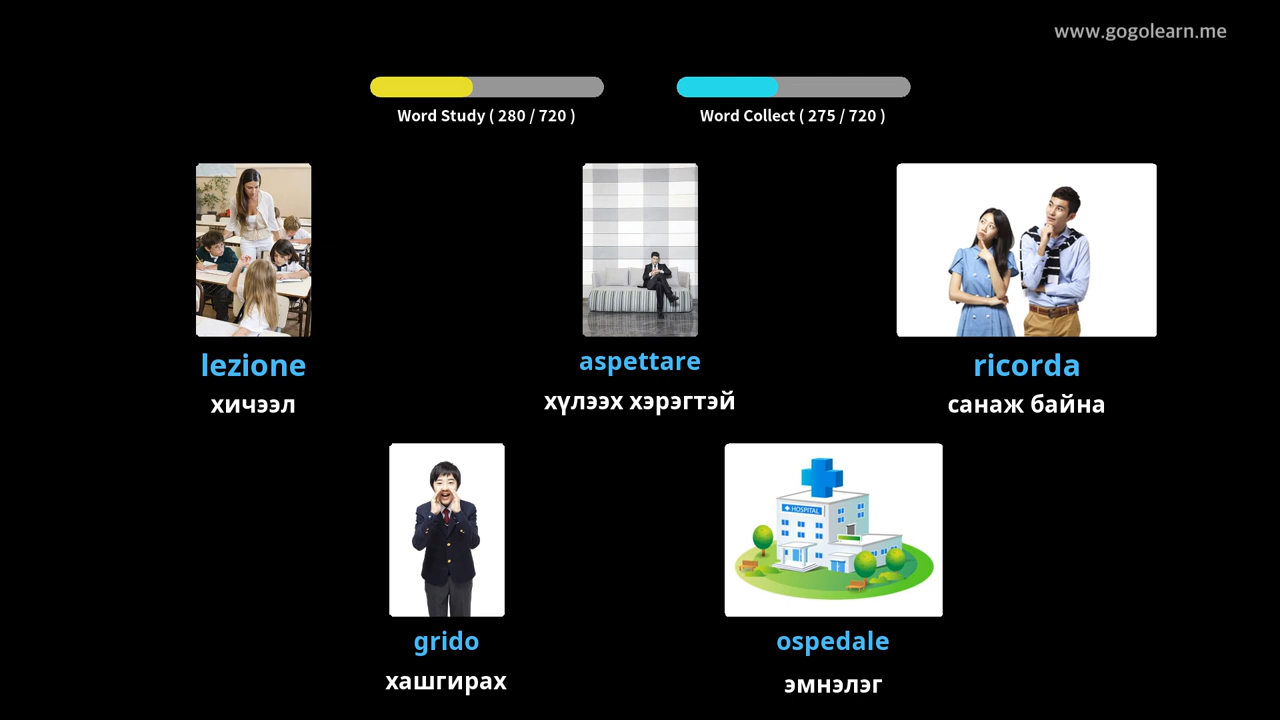 www.gogolearn.me
Word Study ( 280 / 720 )
Word Collect ( 275 / 720 )
lezione
хичээл
aspettare
хүлээх хэрэгтэй
ricorda
санаж байна
grido
хашгирах
HOSPITAL
ospedale
эмнэлэг